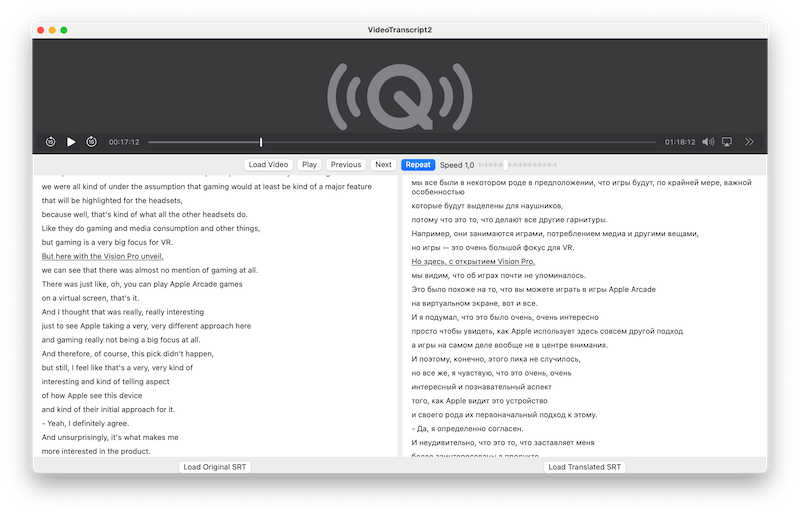 VideoTranscript2
00:17:12
01:18:12
Load Video
Play
Previous
Next
Repeat
Speed 1,0
we were all kind of under the assumption that gaming would at least be kind of a major feature
that will be highlighted for the headsets,
because well, that's kind of what all the other headsets do.
Like they do gaming and media consumption and other things,
but gaming is a very big focus for VR.
But here with the Vision Pro unveil,
we can see that there was almost no mention of gaming at all.
There was just like, oh, you can play Apple Arcade games
on a virtual screen, that's it.
And I thought that was really, really interesting
just to see Apple taking a very, very different approach here
and gaming really not being a big focus at all.
And therefore, of course, this pick didn't happen,
but still, I feel like that's a very, very kind of
interesting and kind of telling aspect
of how Apple see this device
and kind of their initial approach for it.
- Yeah, I definitely agree.
And unsurprisingly, it's what makes me
more interested in the product.
мы все были в некотором роде в предположении, что игры будут, по крайней мере, важной
особенностью
которые будут выделены для наушников,
потому что это то, что делают все другие гарнитуры.
Например, они занимаются играми, потреблением медиа и другими вещами,
но игры — это очень большой фокус для VR.
Но здесь, с открытием Vision Pro,
мы видим, что об играх почти не упоминалось.
Это было похоже на то, что вы можете играть в игры Apple Arcade
на виртуальном экране, вот и все.
И я подумал, что это было очень, очень интересно
просто чтобы увидеть, как Apple использует здесь совсем другой подход
а игры на самом деле вообще не в центре внимания.
И поэтому, конечно, этого пика не случилось,
но все же, я чувствую, что это очень, очень
интересный и познавательный аспект
того, как Apple видит это устройство
и своего рода их первоначальный подход к этому.
- Да, я определенно согласен.
И неудивительно, что это то, что заставляет меня
более заинтересованы в продукте.
Load Original SRT
Load Translated SRT